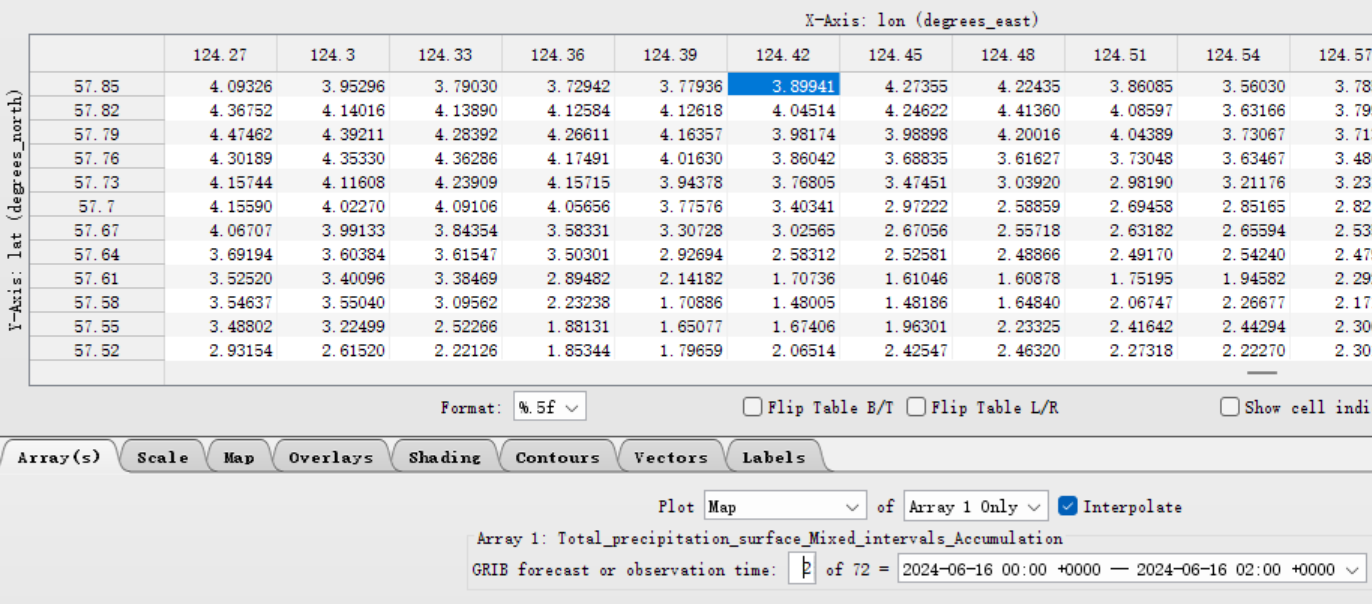 X-Axis: lon (degrees_east)
124.27 124.3 124.33 124.36 124.39 124.42 124.45 124.48 124.51 124.54 124.57
Y-Axis: lat (degrees_north)
57.85 4.09326 3.95296 3.79030 3.72942 3.77936 3.89941 4.27355 4.22435 3.86085 3.56030 3.78
57.82 4.36752 4.14016 4.13890 4.12584 4.12618 4.04514 4.24622 4.41360 4.08597 3.63166 3.79
57.79 4.47462 4.39211 4.28392 4.26611 4.16357 3.98174 3.98898 4.20016 4.04389 3.73067 3.71
57.76 4.30189 4.35330 4.36286 4.17491 4.01630 3.86042 3.68835 3.61627 3.73048 3.63467 3.48
57.73 4.15744 4.11608 4.23909 4.15715 3.94378 3.76805 3.47451 3.03920 2.98190 3.21176 3.23
57.7 4.15590 4.02270 4.09106 4.05656 3.77576 3.40341 2.97222 2.58859 2.69458 2.85165 2.82
57.67 4.06707 3.99133 3.84354 3.58331 3.30728 3.02565 2.67056 2.55718 2.63182 2.65594 2.53
57.64 3.69194 3.60384 3.61547 3.50301 2.92694 2.58312 2.52581 2.48866 2.49170 2.54240 2.47
57.61 3.52520 3.40096 3.38469 2.89482 2.14182 1.70736 1.61046 1.60878 1.75195 1.94582 2.29
57.58 3.54637 3.55040 3.09562 2.23238 1.70886 1.48005 1.48186 1.64840 2.06747 2.26677 2.17
57.55 3.48802 3.22499 2.52266 1.88131 1.65077 1.67406 1.96301 2.23325 2.41642 2.44294 2.30
57.52 2.93154 2.61520 2.22126 1.85344 1.79659 2.06514 2.42547 2.46320 2.27318 2.22270 2.30
Format: %.5f Flip Table B/T Flip Table L/R Show cell indi
Array(s) Scale Map Overlays Shading Contours Vectors Labels
Plot Map of Array 1 Only Interpolate
Array 1: Total_precipitation_surface_Mixed_intervals_Accumulation
GRIB forecast or observation time: 2 of 72 = 2024-06-16 00:00 +0000 — 2024-06-16 02:00 +0000